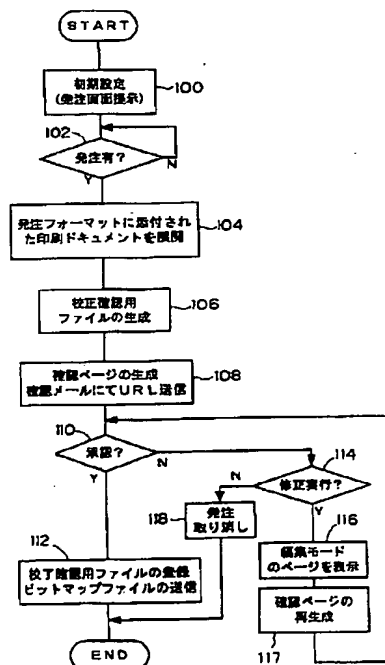 START
初期設定
(発注画面提示)
100
102
発注有?
N
Y
発注フォーマットに添付され
た印刷ドキュメントを展開
104
校正確認用
ファイルの生成
106
確認ページの生成
確認メールにてURL送信
108
110
承認?
N
Y
114
修正実行?
N
Y
118
発注
取り消し
116
編集モード
のページを表示
112
校了確認用ファイルの登録
ビットマップファイルの送信
確認ページの
再生成
117
END